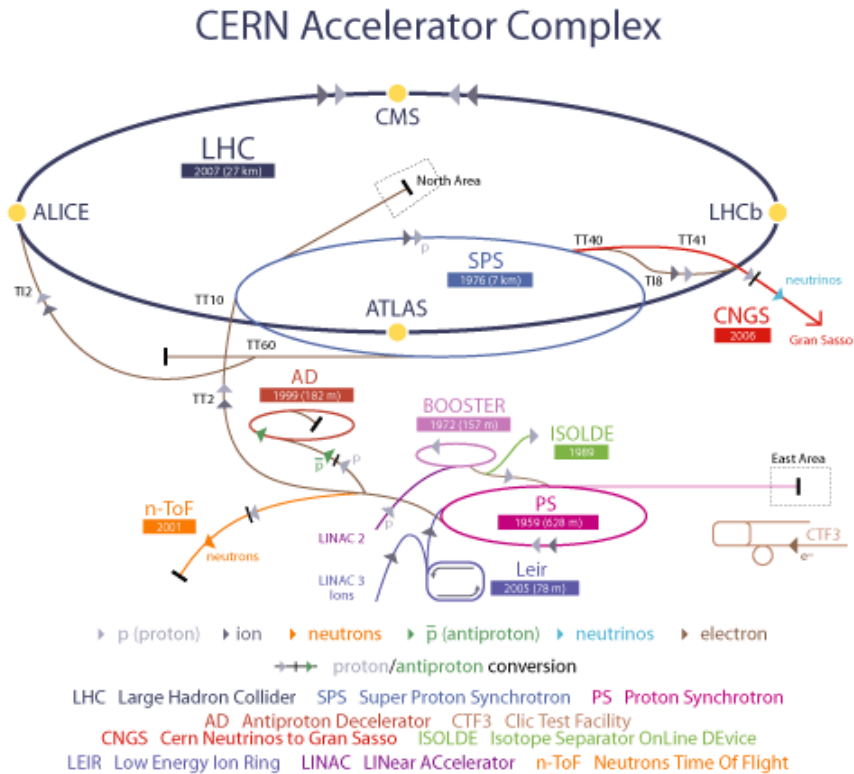 CERN Accelerator Complex
CMS
LHC
2007 (27 km)
North Area
ALICE
LHCb
TT40
TT41
SPS
1976 (7 km)
TI8
neutrinos
TI2
TT10
ATLAS
CNGS
2006
Gran Sasso
TT60
AD
1999 (182 m)
TT2
BOOSTER
1972 (157 m)
ISOLDE
1989
p
p̅
p
East Area
n-ToF
2001
PS
1959 (628 m)
LINAC 2
p
neutrons
CTF3
e-
LINAC 3
Ions
Leir
2005 (78 m)
p (proton) ion neutrons p̅ (antiproton) neutrinos electron
proton/antiproton conversion
LHC Large Hadron Collider SPS Super Proton Synchrotron PS Proton Synchrotron
AD Antiproton Decelerator CTF3 Clic Test Facility
CNGS Cern Neutrinos to Gran Sasso ISOLDE Isotope Separator OnLine DEvice
LEIR Low Energy Ion Ring LINAC LINear ACcelerator n-ToF Neutrons Time Of Flight